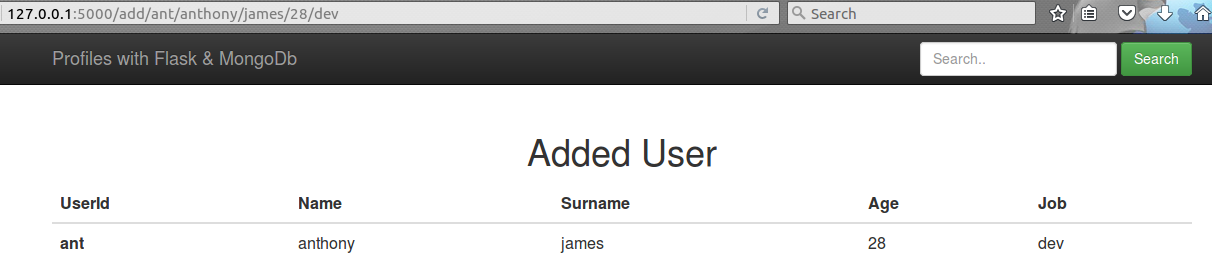 127.0.0.1:5000/add/ant/anthony/james/28/dev Search
Profiles with Flask & MongoDb Search.. Search
Added User
UserId Name Surname Age Job
ant anthony james 28 dev